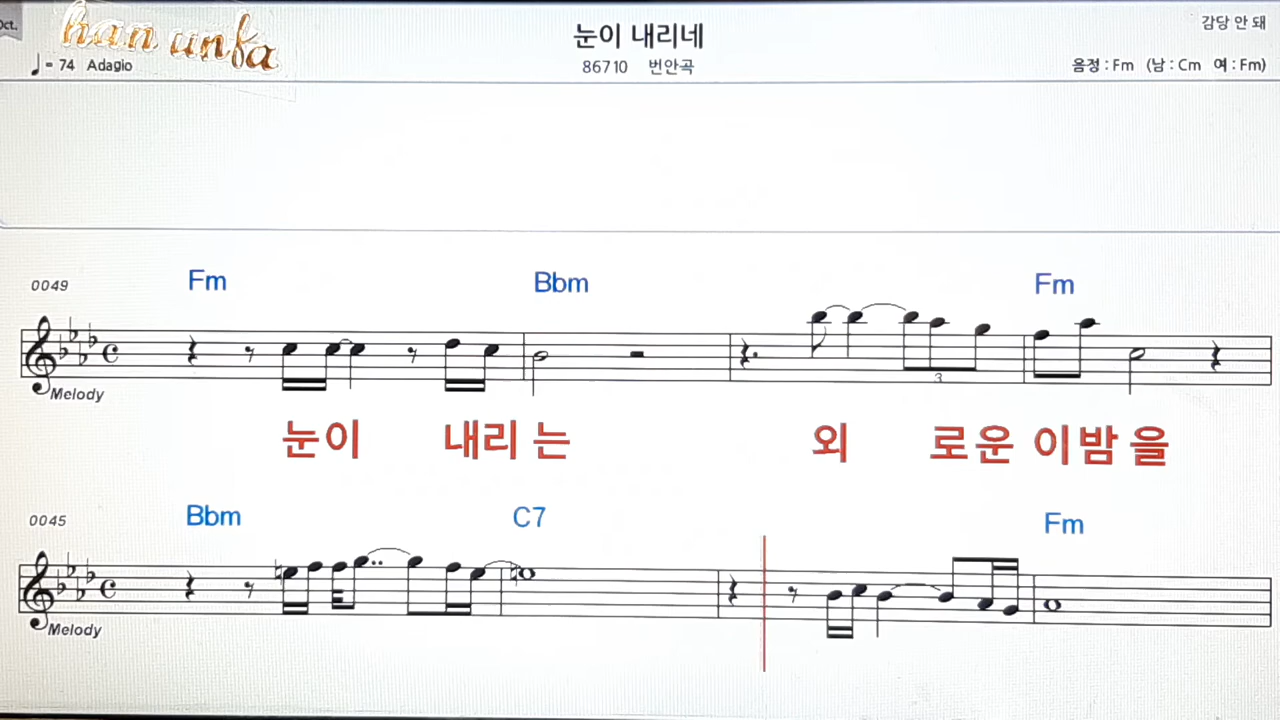 Oct.
han unfa
눈이 내리네
감당 안 돼
♩= 74 Adagio
86710 번안곡
음정 : Fm (남 : Cm 여 : Fm)
0049
Fm Bbm Fm
Melody
3
눈이 내리 는 외 로운 이밤 을
0045
Bbm C7 Fm
Melody